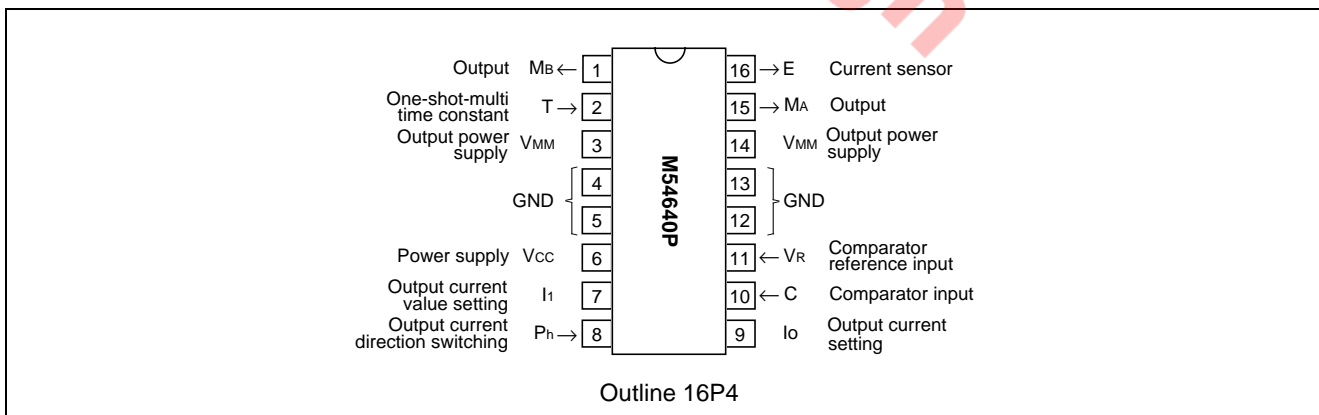 on
Output MB ← 1
One-shot-multi
time constant T → 2
Output power
supply VMM 3
GND 4
5
Power supply VCC 6
Output current
value setting I1 7
Output current
direction switching Ph → 8
M54640P
16 → E Current sensor
15 → MA Output
14 VMM Output power
supply
13 GND
12
11 ← VR Comparator
reference input
10 ← C Comparator input
9 Io Output current
setting
Outline 16P4